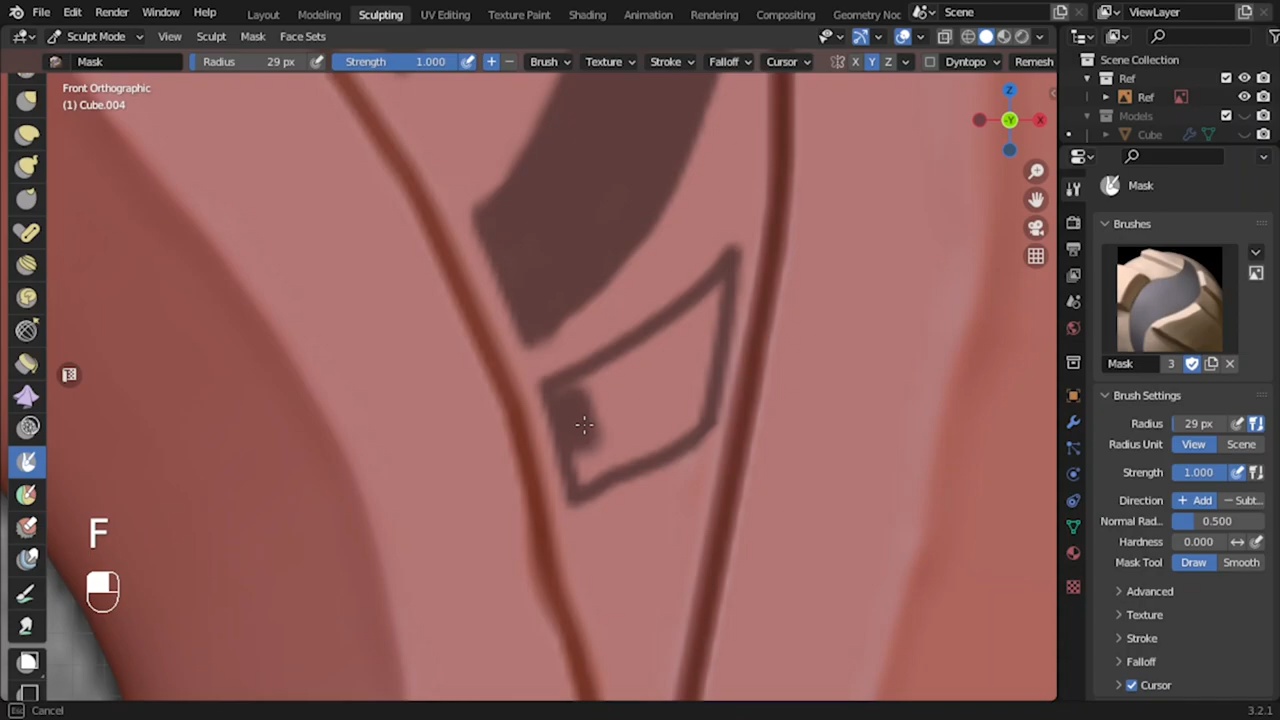 File Edit Render Window Help Layout Modeling Sculpting UV Editing Texture Paint Shading Animation Rendering Compositing Geometry Noc Scene ViewLayer
Sculpt Mode View Sculpt Mask Face Sets
Mask Radius 29 px Strength 1.000 Brush Texture Stroke Falloff Cursor X Y Z Dyntopo Remesh
Scene Collection
Ref
Ref
Models
Cube
Front Orthographic
(1) Cube.004
Z
-Y
X
Mask
Brushes
Mask 3
Brush Settings
Radius 29 px
Radius Unit View Scene
Strength 1.000
Direction + Add — Subt...
Normal Rad... 0.500
Hardness 0.000
Mask Tool Draw Smooth
Advanced
Texture
Stroke
Falloff
Cursor
F
Esc Cancel 3.2.1